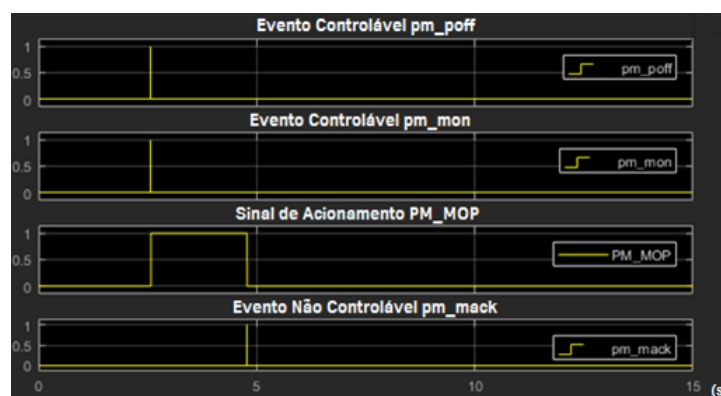 Evento Controlável pm_poff
1
0.5
0
pm_poff
Evento Controlável pm_mon
1
0.5
0
pm_mon
Sinal de Acionamento PM_MOP
1
0.5
0
PM_MOP
Evento Não Controlável pm_mack
1
0.5
0
pm_mack
0 5 10 15 (s